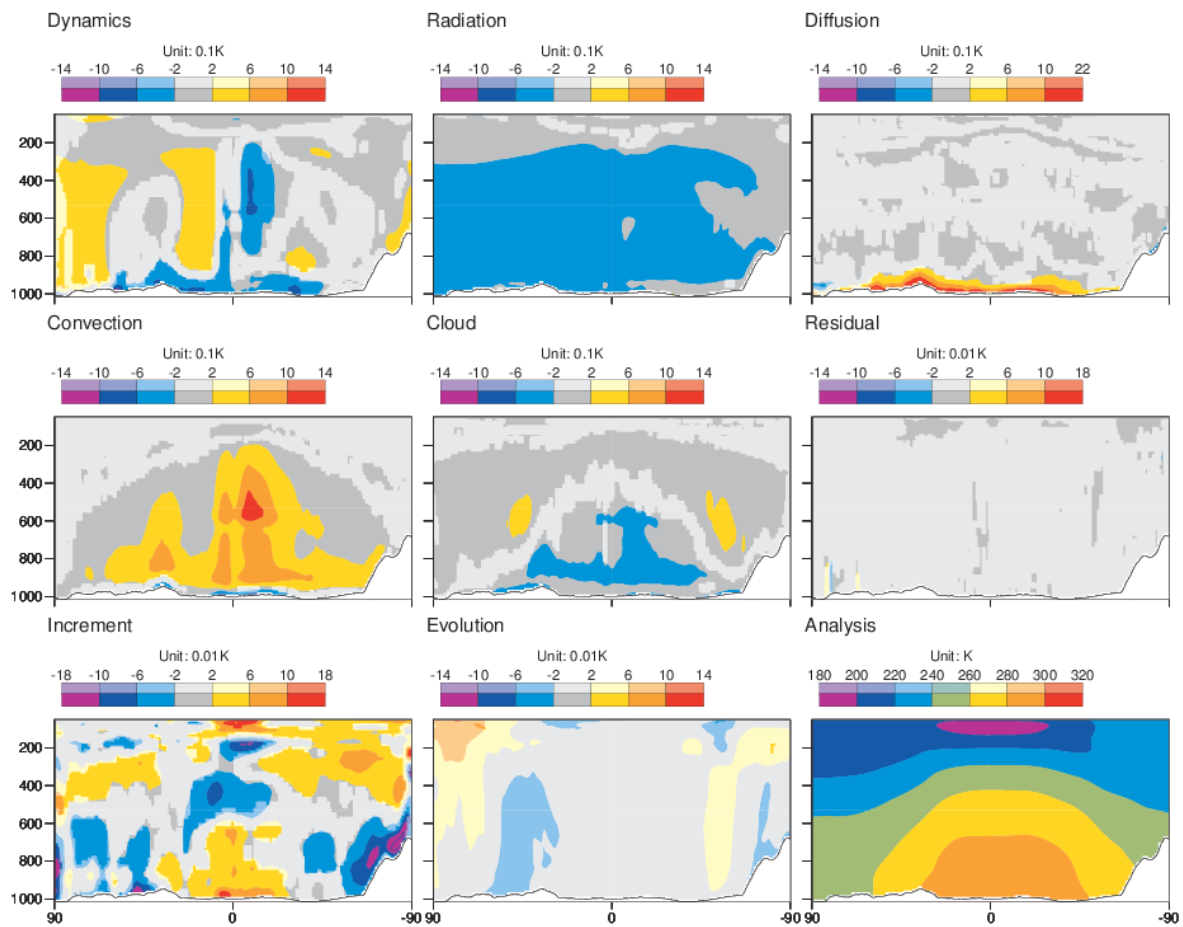 Dynamics Radiation Diffusion
Unit: 0.1K Unit: 0.1K Unit: 0.1K
-14 -10 -6 -2 2 6 10 14 -14 -10 -6 -2 2 6 10 14 -14 -10 -6 -2 2 6 10 22
200
400
600
800
1000
0
Convection Cloud Residual
Unit: 0.1K Unit: 0.1K Unit: 0.01K
-14 -10 -6 -2 2 6 10 14 -14 -10 -6 -2 2 6 10 14 -14 -10 -6 -2 2 6 10 18
200
400
600
800
1000
0
Increment Evolution Analysis
Unit: 0.01K Unit: 0.01K Unit: K
-18 -10 -6 -2 2 6 10 18 -14 -10 -6 -2 2 6 10 14 180 200 220 240 260 280 300 320
200
400
600
800
1000
90 0 -90 90 0 -90 90 0 -90